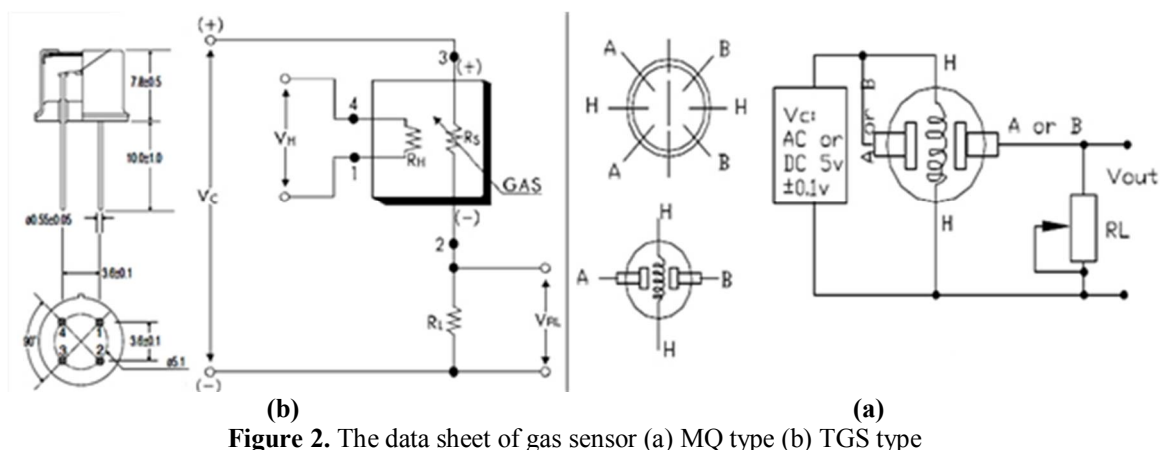 7.8±0.5
10.0±1.0
ø0.55±0.05
3.6±0.1
4
1
3
2
90°
3.6±0.1
ø5.1
(+)
3
(+)
4
VH
RH
RS
1
GAS
VC
(-)
2
RL
VRL
(-)
A
B
H
H
A
B
H
A
B
H
H
A or B
Vc:
AC or
DC 5v
±0.1v
A or B
Vout
RL
H
(b)
(a)
Figure 2. The data sheet of gas sensor (a) MQ type (b) TGS type